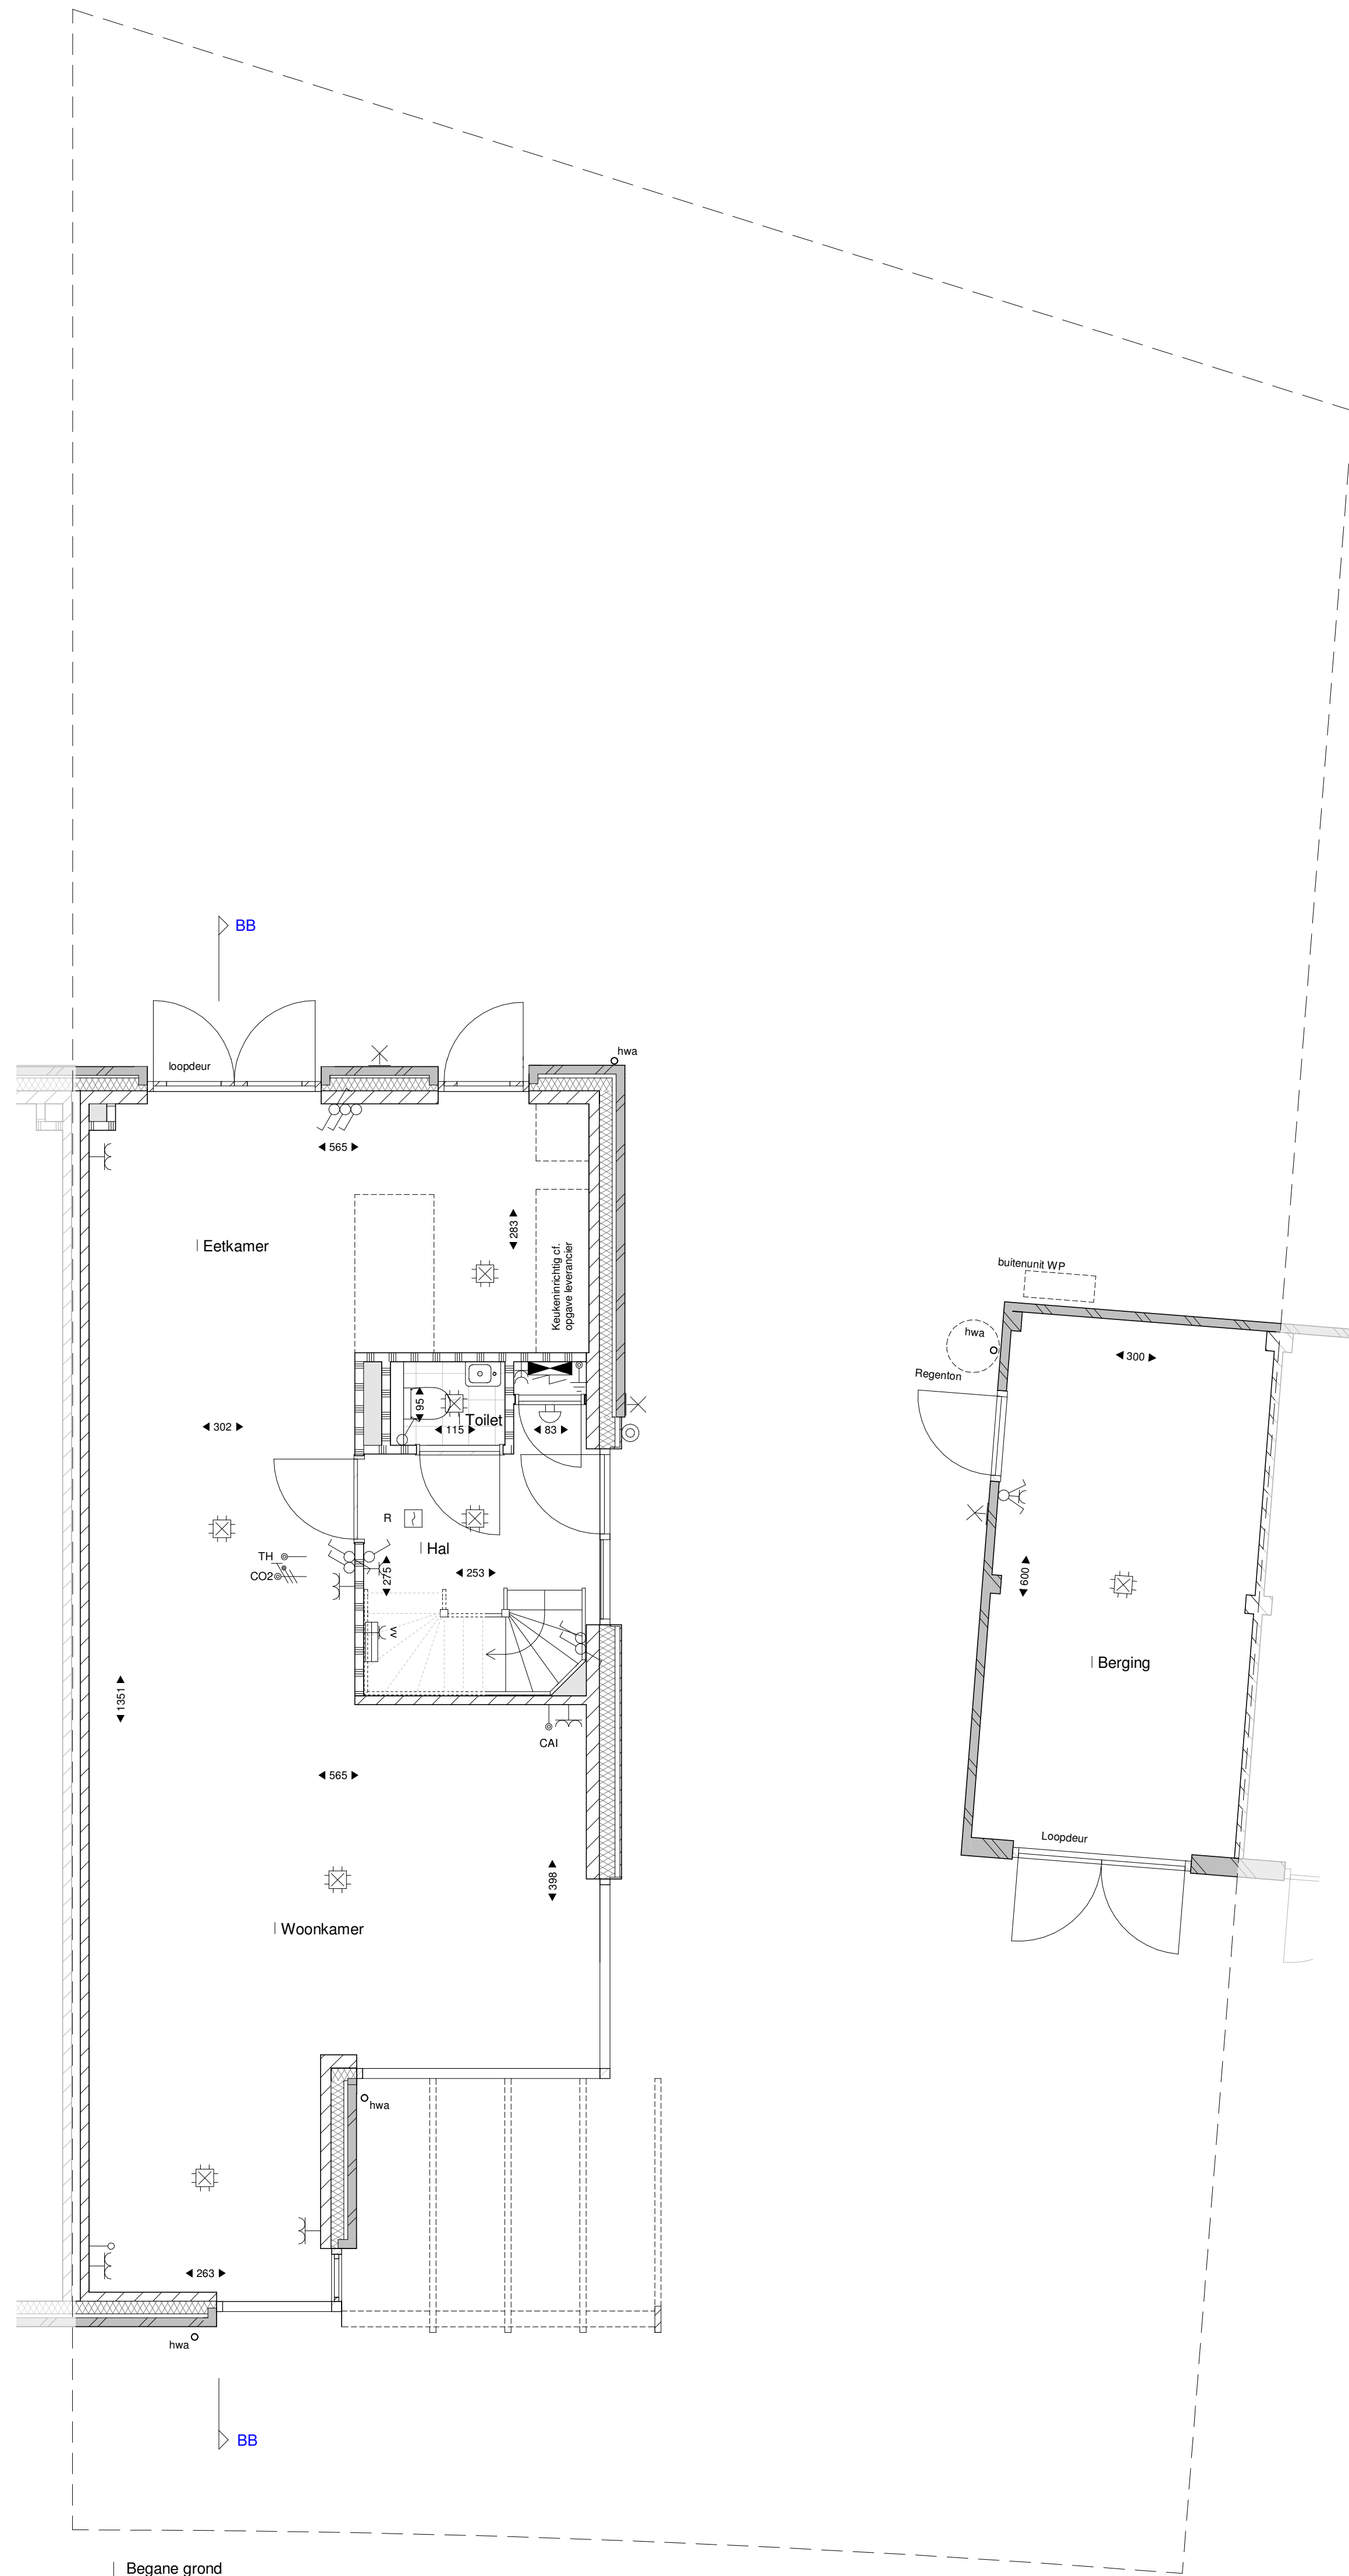 BB
hwa
loopdeur
565
283
Eetkamer
Keukeninrichtig cf.
opgave leverancier
buitenunit WP
hwa
300
Regenton
95
Toilet
302
115
83
R
Hal
TH
CO2
275
253
600
VV
Berging
1351
CAI
565
Loopdeur
398
Woonkamer
hwa
263
hwa
BB
Begane grond